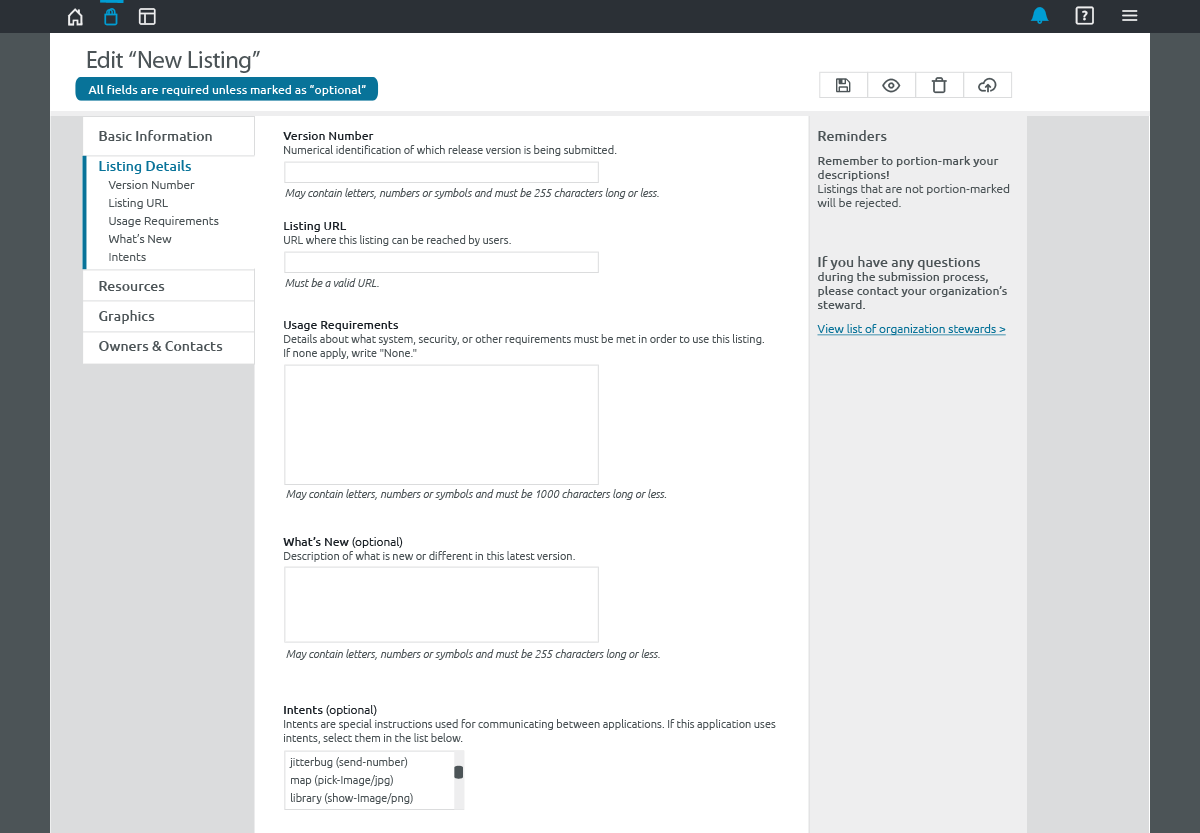 ?
Edit “New Listing”
All fields are required unless marked as “optional”
Basic Information
Listing Details
Version Number
Listing URL
Usage Requirements
What’s New
Intents
Resources
Graphics
Owners & Contacts
Version Number
Numerical identification of which release version is being submitted.
May contain letters, numbers or symbols and must be 255 characters long or less.
Listing URL
URL where this listing can be reached by users.
Must be a valid URL.
Usage Requirements
Details about what system, security, or other requirements must be met in order to use this listing.
If none apply, write "None."
May contain letters, numbers or symbols and must be 1000 characters long or less.
What’s New (optional)
Description of what is new or different in this latest version.
May contain letters, numbers or symbols and must be 255 characters long or less.
Intents (optional)
Intents are special instructions used for communicating between applications. If this application uses
intents, select them in the list below.
jitterbug (send-number)
map (pick-Image/jpg)
library (show-Image/png)
Reminders
Remember to portion-mark your
descriptions!
Listings that are not portion-marked
will be rejected.
If you have any questions
during the submission process,
please contact your organization’s
steward.
View list of organization stewards >